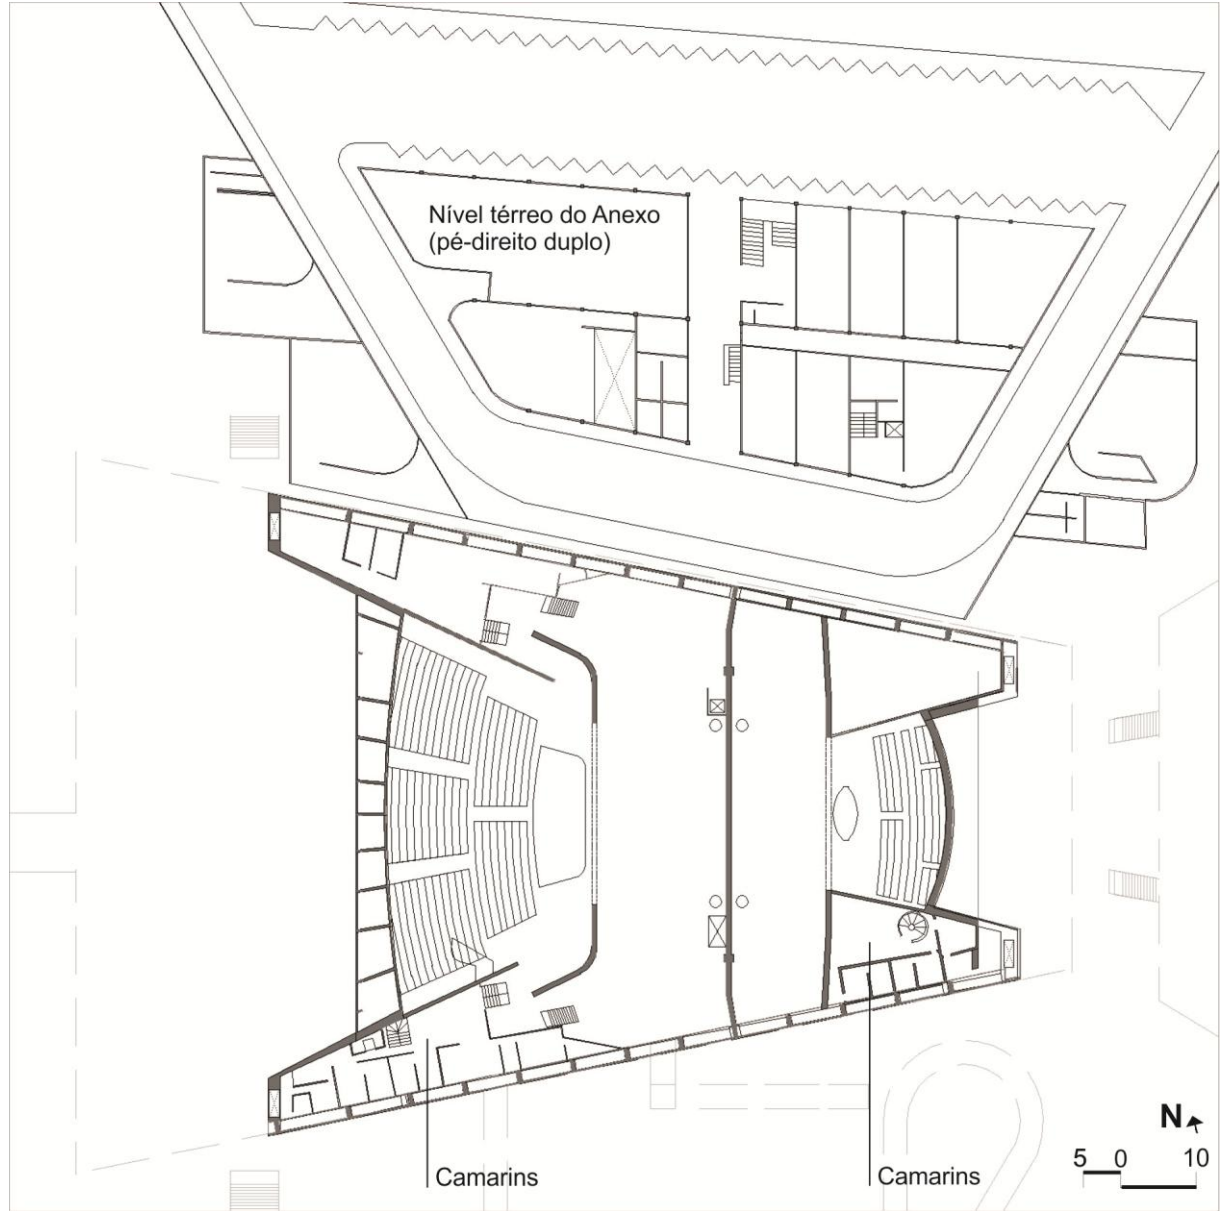 Nível térreo do Anexo
(pé-direito duplo)
N
5 0 10
Camarins
Camarins